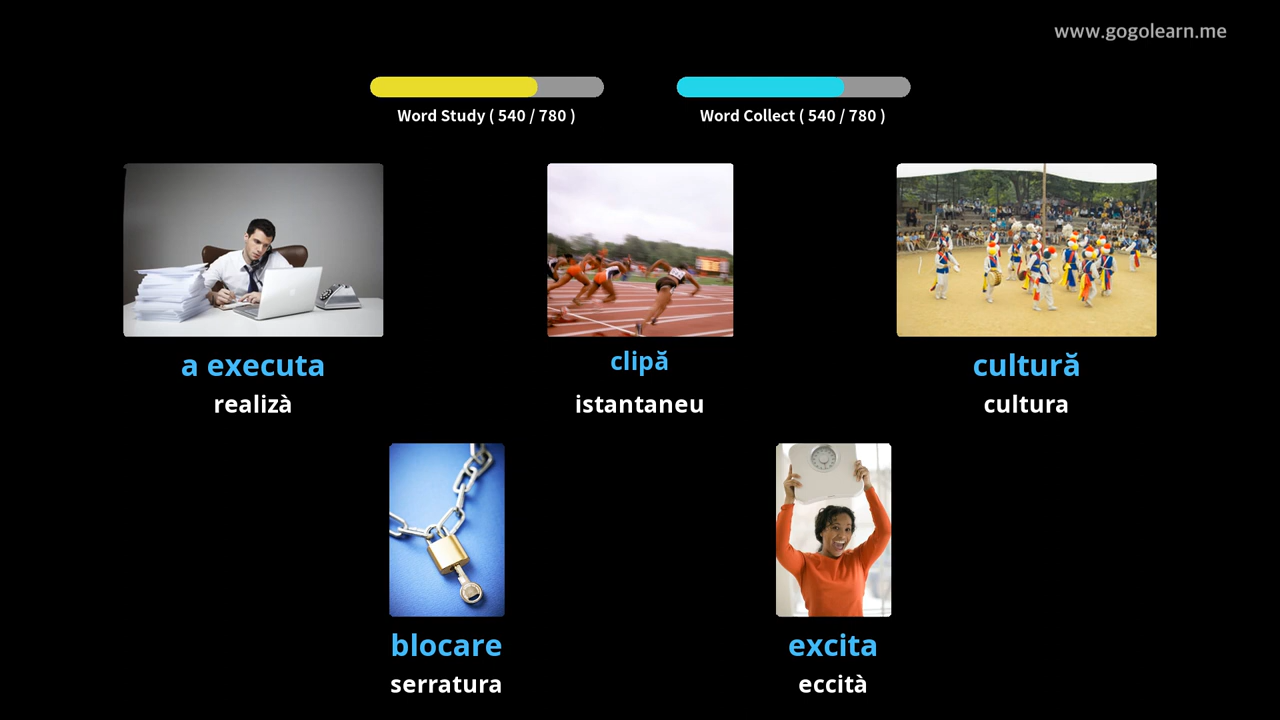 www.gogolearn.me
Word Study ( 540 / 780 )
Word Collect ( 540 / 780 )
a executa
realizà
clipă
istantaneu
cultură
cultura
blocare
serratura
excita
eccità